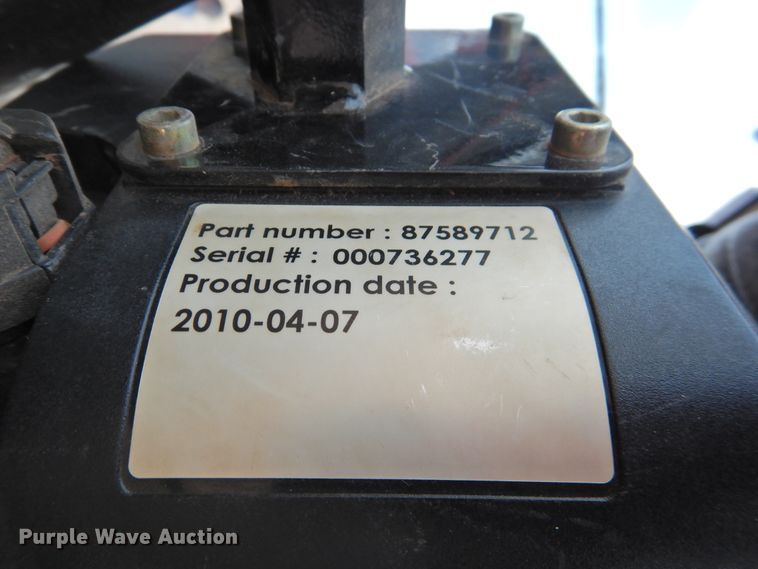 Part number : 87589712
Serial # : 000736277
Production date :
2010-04-07
Purple Wave Auction